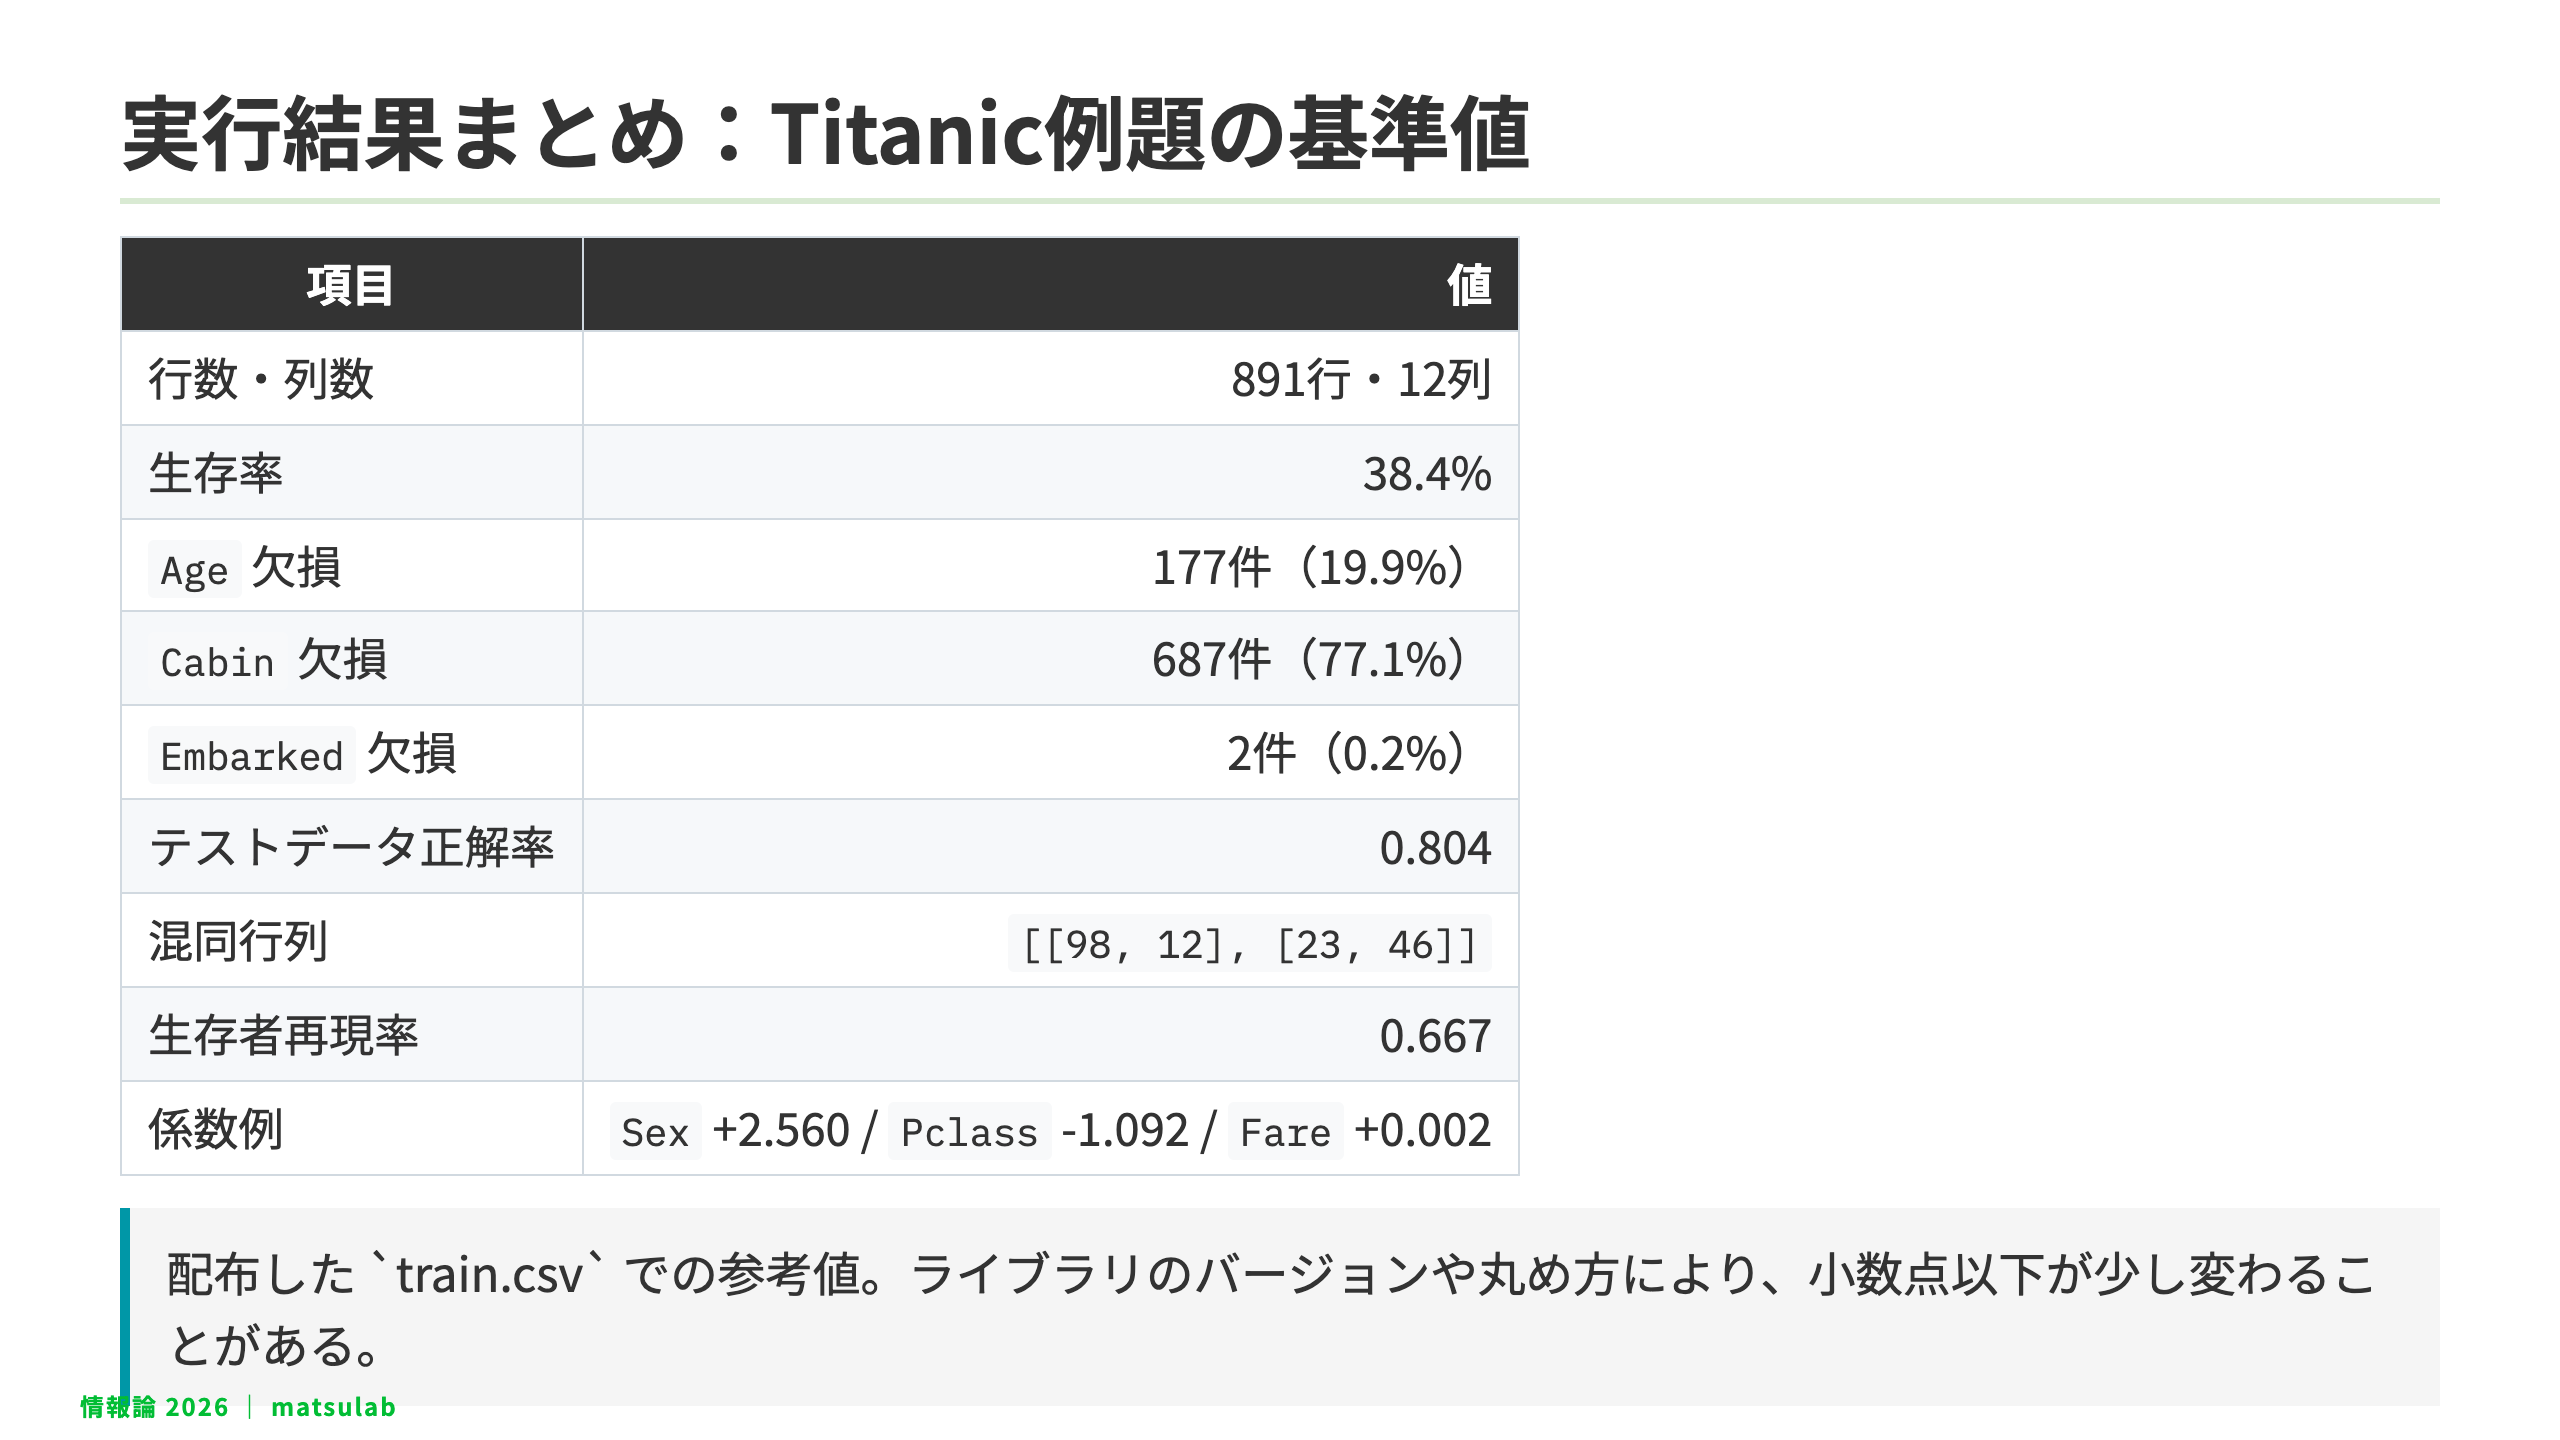 実行結果まとめ：Titanic例題の基準値
項目 値
行数・列数 891行・12列
生存率 38.4%
Age 欠損 177件（19.9%）
Cabin 欠損 687件（77.1%）
Embarked 欠損 2件（0.2%）
テストデータ正解率 0.804
混同行列 [[98, 12], [23, 46]]
生存者再現率 0.667
係数例 Sex +2.560 / Pclass -1.092 / Fare +0.002
配布した `train.csv` での参考値。ライブラリのバージョンや丸め方により、小数点以下が少し変わるこ
とがある。
情報論 2026 ｜ matsulab